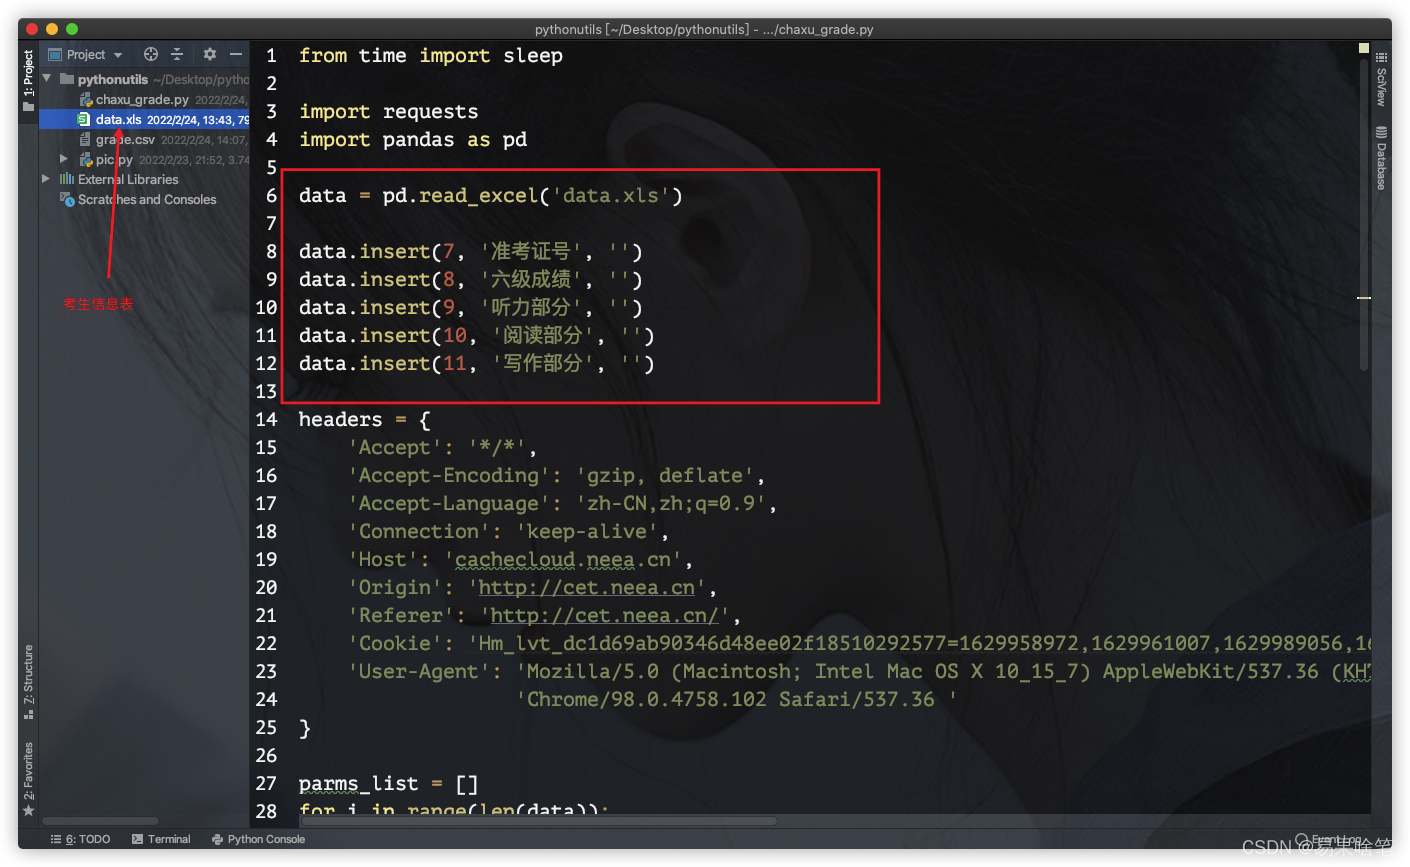 pythonutils [~/Desktop/pythonutils] - .../chaxu_grade.py
1: Project
Project
pythonutils ~/Desktop/pytho
chaxu_grade.py 2022/2/24,
data.xls 2022/2/24, 13:43, 79
grade.csv 2022/2/24, 14:07,
pic.py 2022/2/23, 21:52, 3.74
External Libraries
Scratches and Consoles
考生信息表
1 from time import sleep
2
3 import requests
4 import pandas as pd
5
6 data = pd.read_excel('data.xls')
7
8 data.insert(7, '准考证号', '')
9 data.insert(8, '六级成绩', '')
10 data.insert(9, '听力部分', '')
11 data.insert(10, '阅读部分', '')
12 data.insert(11, '写作部分', '')
13
14 headers = {
15 'Accept': '*/*',
16 'Accept-Encoding': 'gzip, deflate',
17 'Accept-Language': 'zh-CN,zh;q=0.9',
18 'Connection': 'keep-alive',
19 'Host': 'cachecloud.neea.cn',
20 'Origin': 'http://cet.neea.cn',
21 'Referer': 'http://cet.neea.cn/',
22 'Cookie': 'Hm_lvt_dc1d69ab90346d48ee02f18510292577=1629958972,1629961007,1629989056,16
23 'User-Agent': 'Mozilla/5.0 (Macintosh; Intel Mac OS X 10_15_7) AppleWebKit/537.36 (KHT
24 'Chrome/98.0.4758.102 Safari/537.36 '
25 }
26
27 parms_list = []
28 for i in range(len(data)):
SciView
Database
7: Structure
2: Favorites
6: TODO
Terminal
Python Console
Event Log
CSDN @易果啥笔